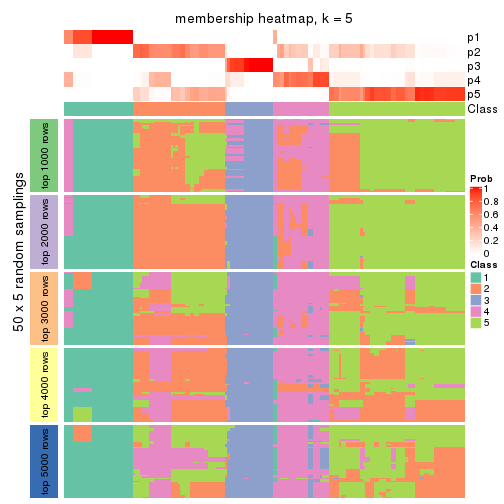 membership heatmap, k = 5
p1
p2
p3
p4
p5
Class
50 x 5 random samplings
top 1000 rows
top 2000 rows
top 3000 rows
top 4000 rows
top 5000 rows
Prob
1
0.8
0.6
0.4
0.2
0
Class
1
2
3
4
5